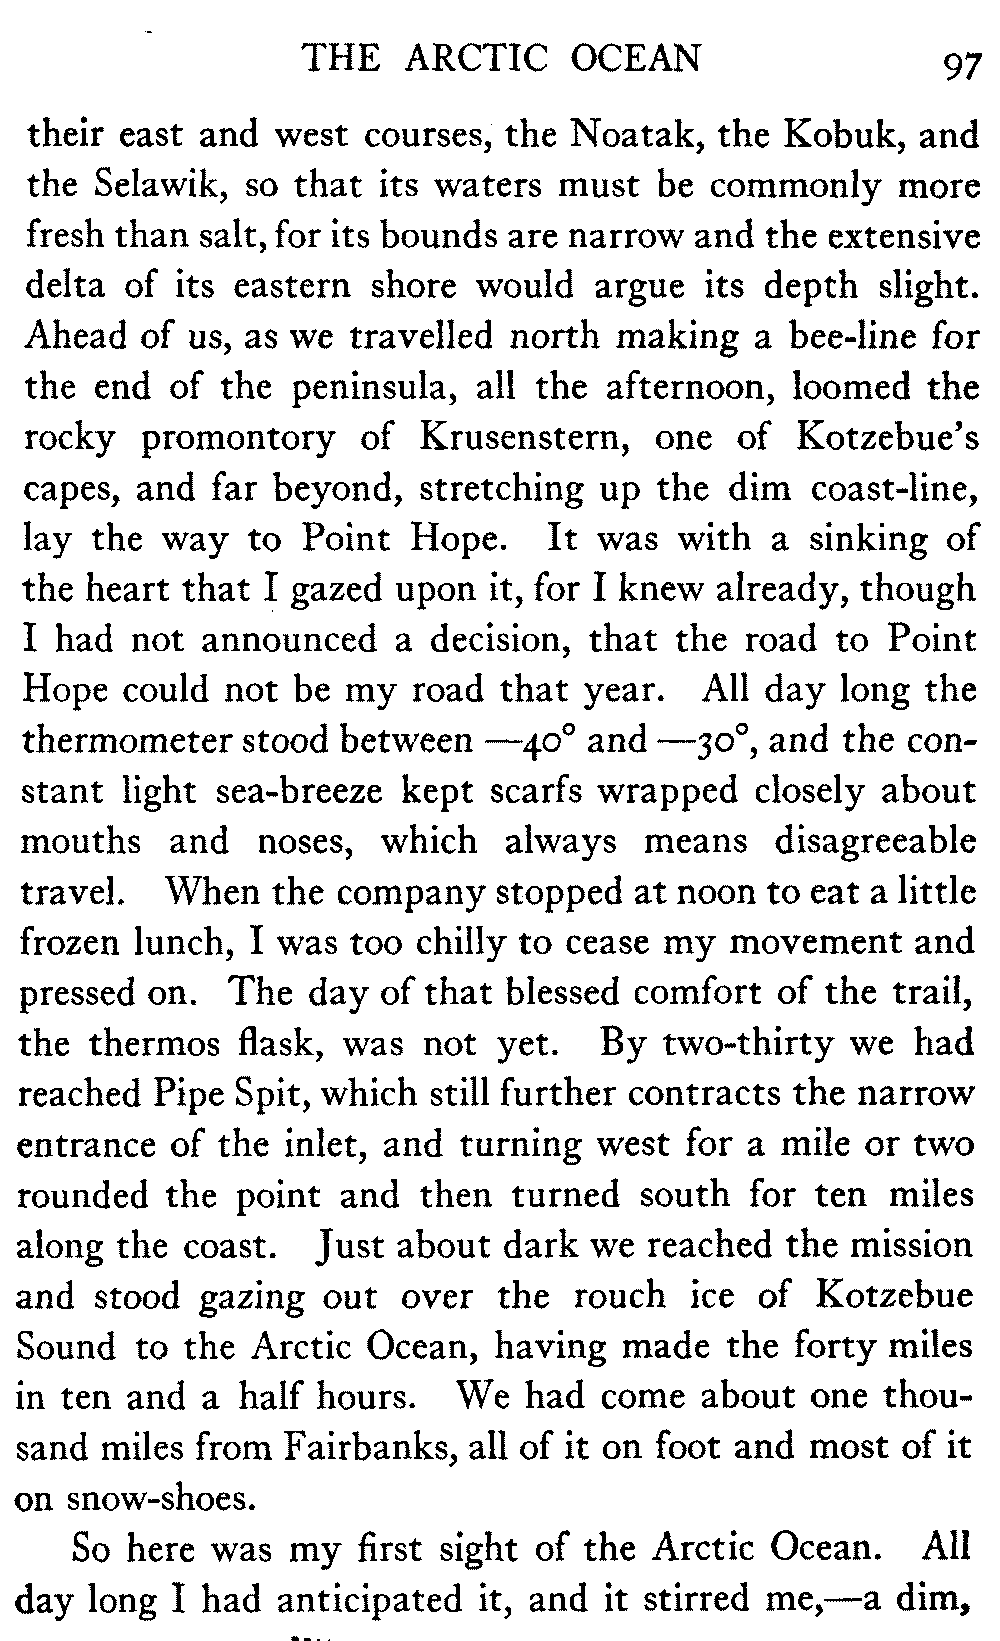 THE ARCTIC OCEAN 97
their east and west courses, the Noatak, the Kobuk, and
the Selawik, so that its waters must be commonly more
fresh than salt, for its bounds are narrow and the extensive
delta of its eastern shore would argue its depth slight.
Ahead of us, as we travelled north making a bee-line for
the end of the peninsula, all the afternoon, loomed the
rocky promontory of Krusenstern, one of Kotzebue's
capes, and far beyond, stretching up the dim coast-line,
lay the way to Point Hope. It was with a sinking of
the heart that I gazed upon it, for I knew already, though
I had not announced a decision, that the road to Point
Hope could not be my road that year. All day long the
thermometer stood between —40° and —30°, and the con-
stant light sea-breeze kept scarfs wrapped closely about
mouths and noses, which always means disagreeable
travel. When the company stopped at noon to eat a little
frozen lunch, I was too chilly to cease my movement and
pressed on. The day of that blessed comfort of the trail,
the thermos flask, was not yet. By two-thirty we had
reached Pipe Spit, which still further contracts the narrow
entrance of the inlet, and turning west for a mile or two
rounded the point and then turned south for ten miles
along the coast. Just about dark we reached the mission
and stood gazing out over the rouch ice of Kotzebue
Sound to the Arctic Ocean, having made the forty miles
in ten and a half hours. We had come about one thou-
sand miles from Fairbanks, all of it on foot and most of it
on snow-shoes.
So here was my first sight of the Arctic Ocean. All
day long I had anticipated it, and it stirred me,—a dim,